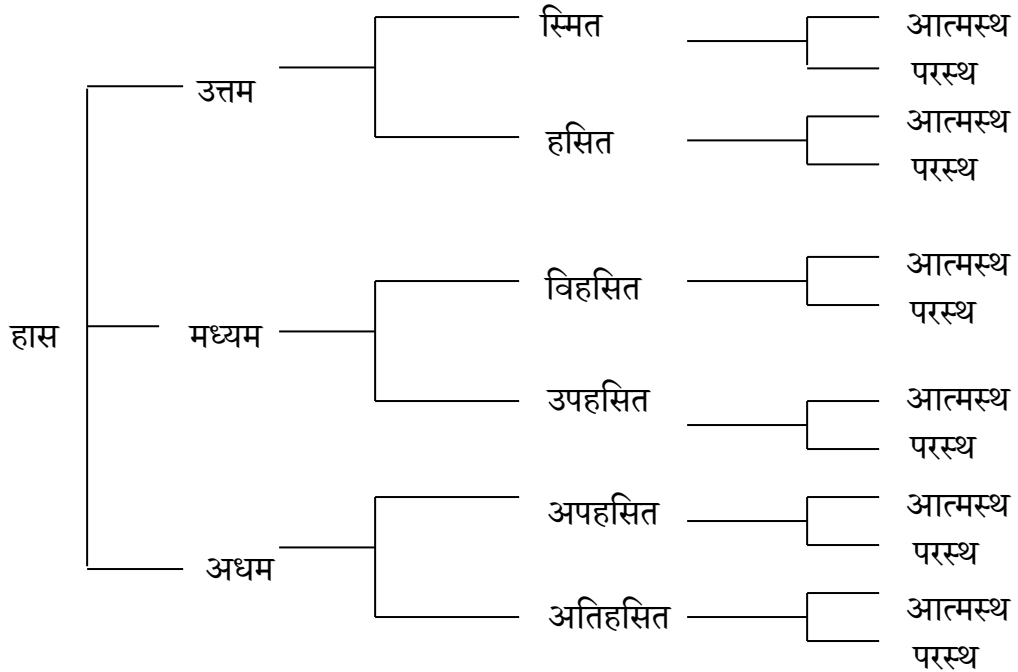 हास
उत्तम
स्मित
आत्मस्थ
परस्थ
हसित
आत्मस्थ
परस्थ
मध्यम
विहसित
आत्मस्थ
परस्थ
उपहसित
आत्मस्थ
परस्थ
अधम
अपहसित
आत्मस्थ
परस्थ
अतिहसित
आत्मस्थ
परस्थ